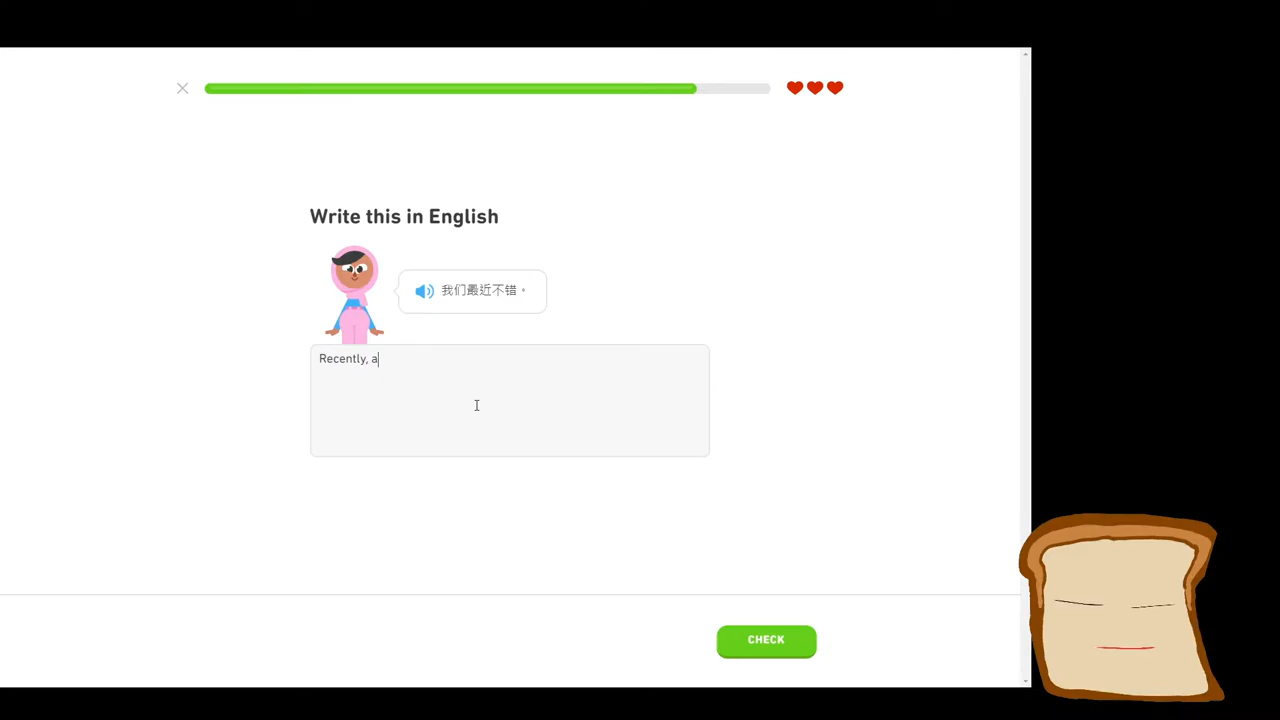 Write this in English
我们最近不错。
Recently, a
CHECK